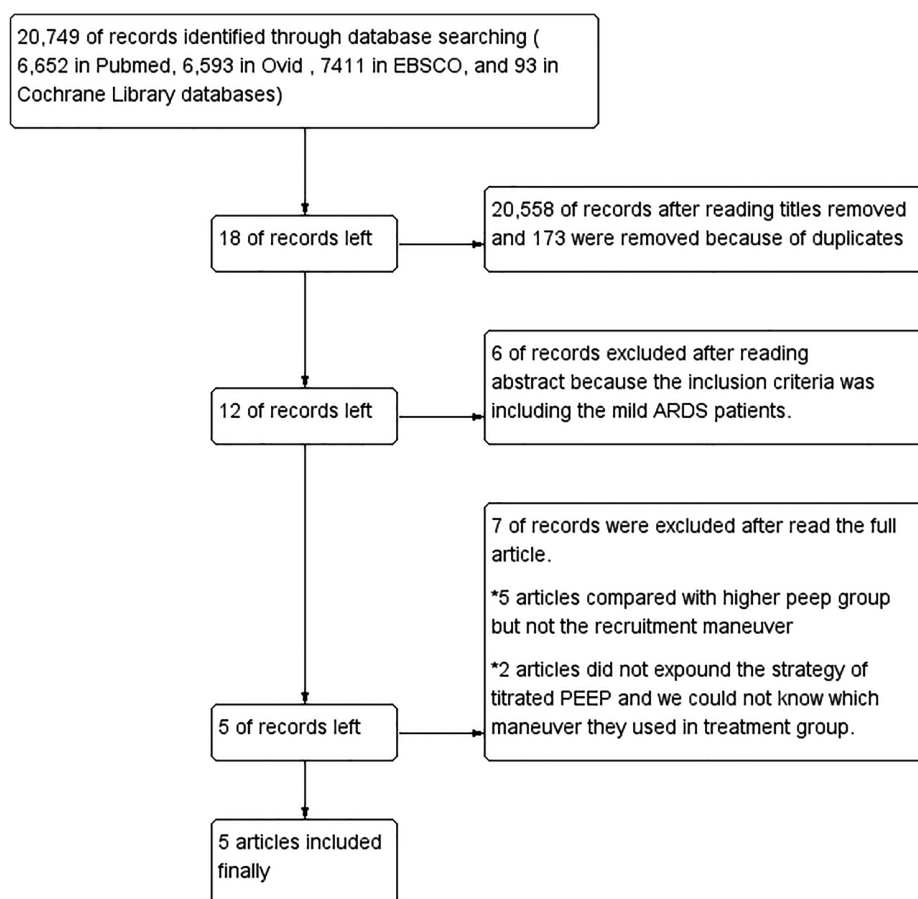 20,749 of records identified through database searching (
6,652 in Pubmed, 6,593 in Ovid , 7411 in EBSCO, and 93 in
Cochrane Library databases)
18 of records left
20,558 of records after reading titles removed
and 173 were removed because of duplicates
12 of records left
6 of records excluded after reading
abstract because the inclusion criteria was
including the mild ARDS patients.
5 of records left
7 of records were excluded after read the full
article.
*5 articles compared with higher peep group
but not the recruitment maneuver
*2 articles did not expound the strategy of
titrated PEEP and we could not know which
maneuver they used in treatment group.
5 articles included
finally